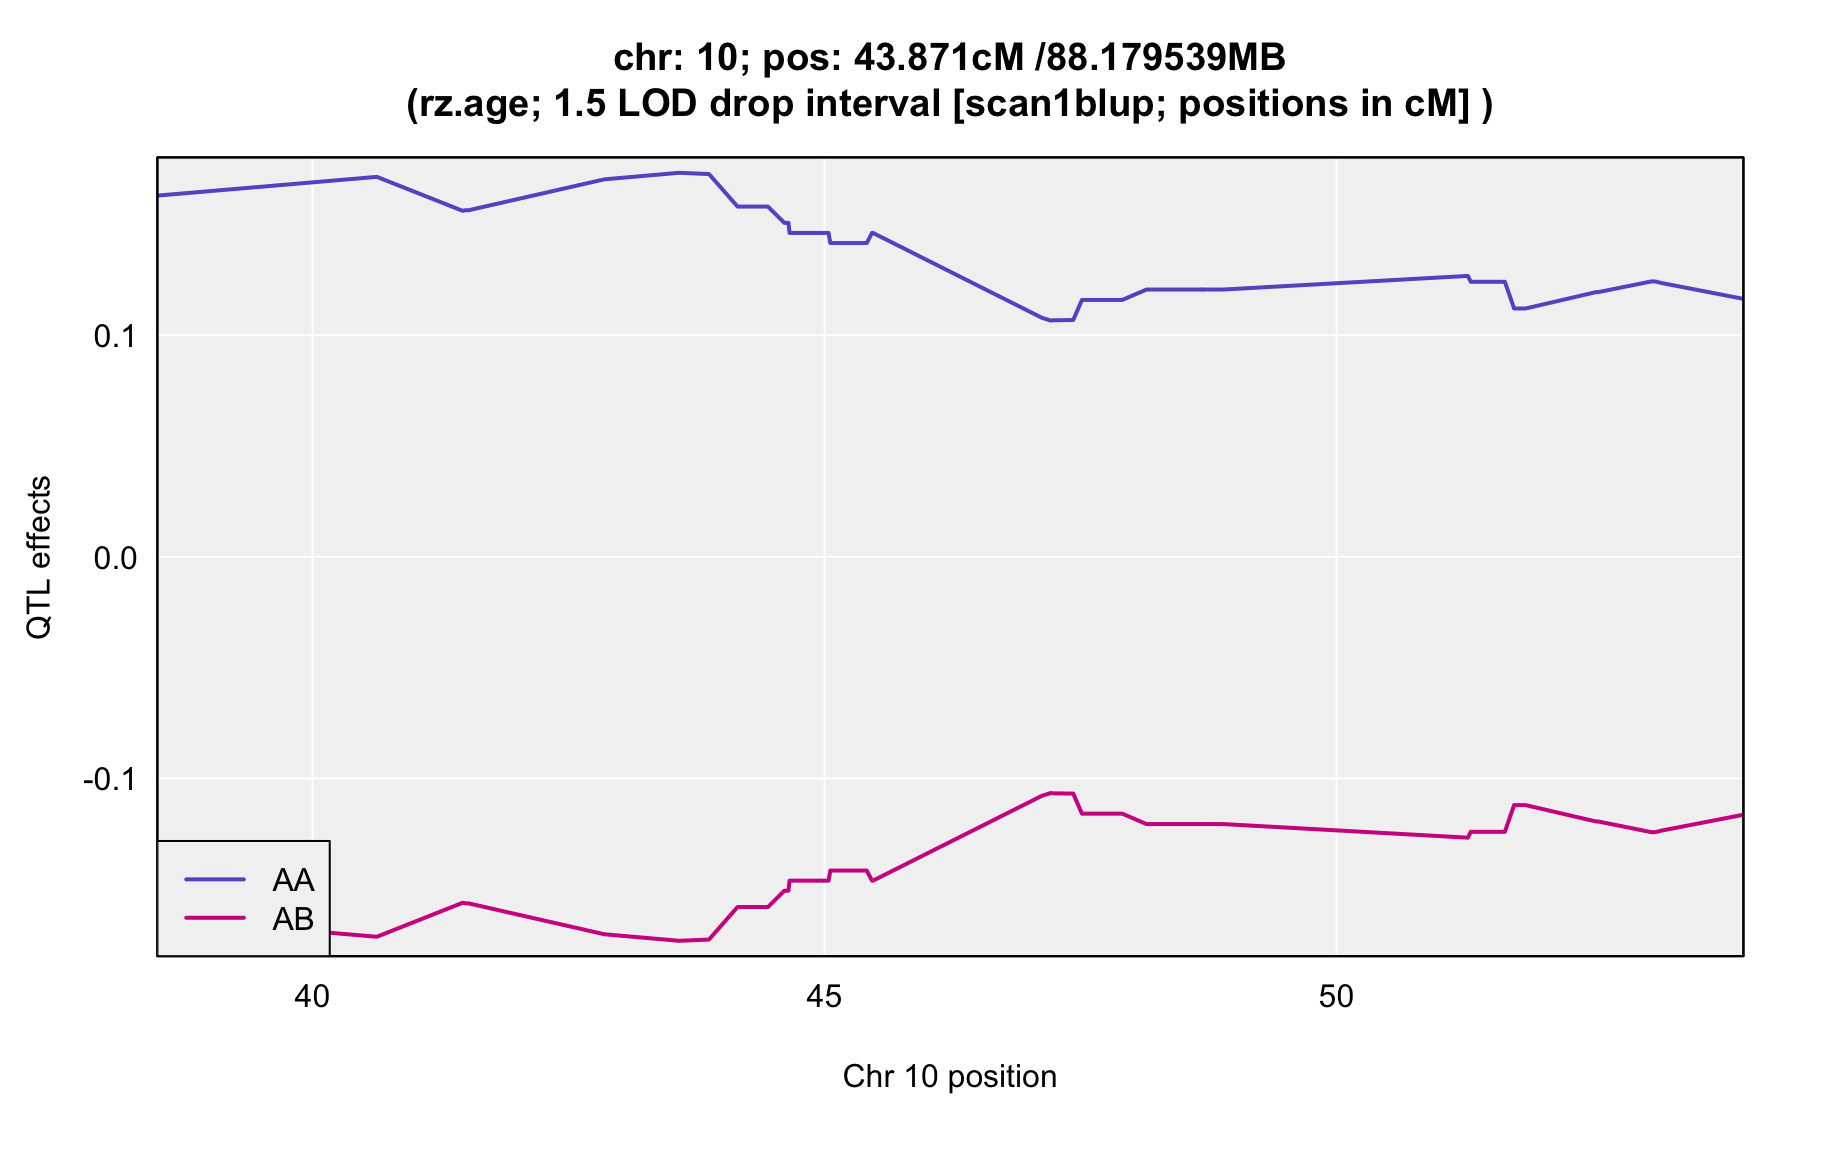 chr: 10; pos: 43.871cM /88.179539MB
(rz.age; 1.5 LOD drop interval [scan1blup; positions in cM] )
QTL effects
0.1
0.0
-0.1
AA
AB
40
45
50
Chr 10 position